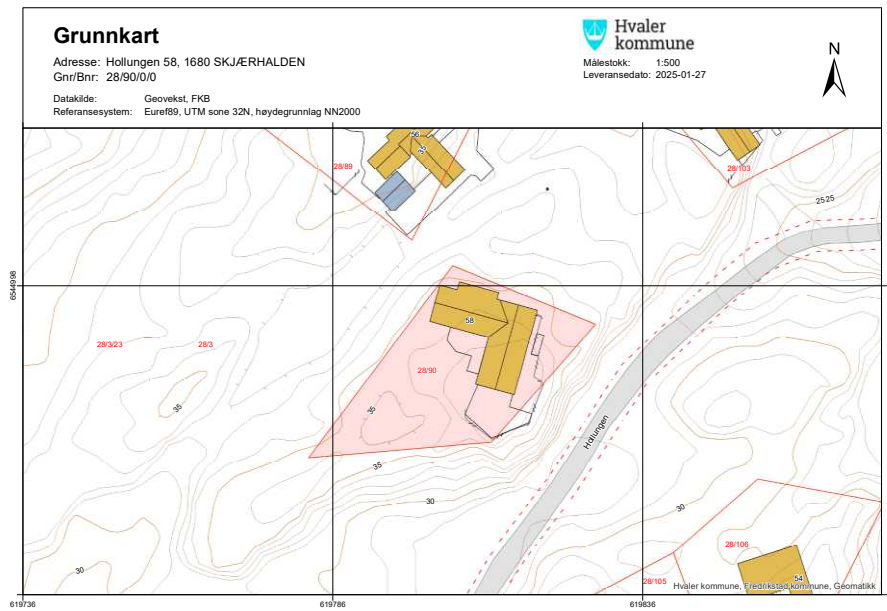 Grunnkart
Adresse: Hollungen 58, 1680 SKJÆRHALDEN
Gnr/Bnr: 28/90/0/0
Datakilde: Geovekst, FKB
Referansesystem: Euref89, UTM sone 32N, høydegrunnlag NN2000
Hvaler
kommune
Målestokk: 1:500
Leveransedato: 2025-01-27
N
56
35
28/89
28/103
2525
6544998
58
28/3/23
28/3
28/90
35
35
Hollungen
35
30
30
28/106
30
28/105
54
Hvaler kommune, Fredrikstad kommune, Geomatikk
619736
619786
619836